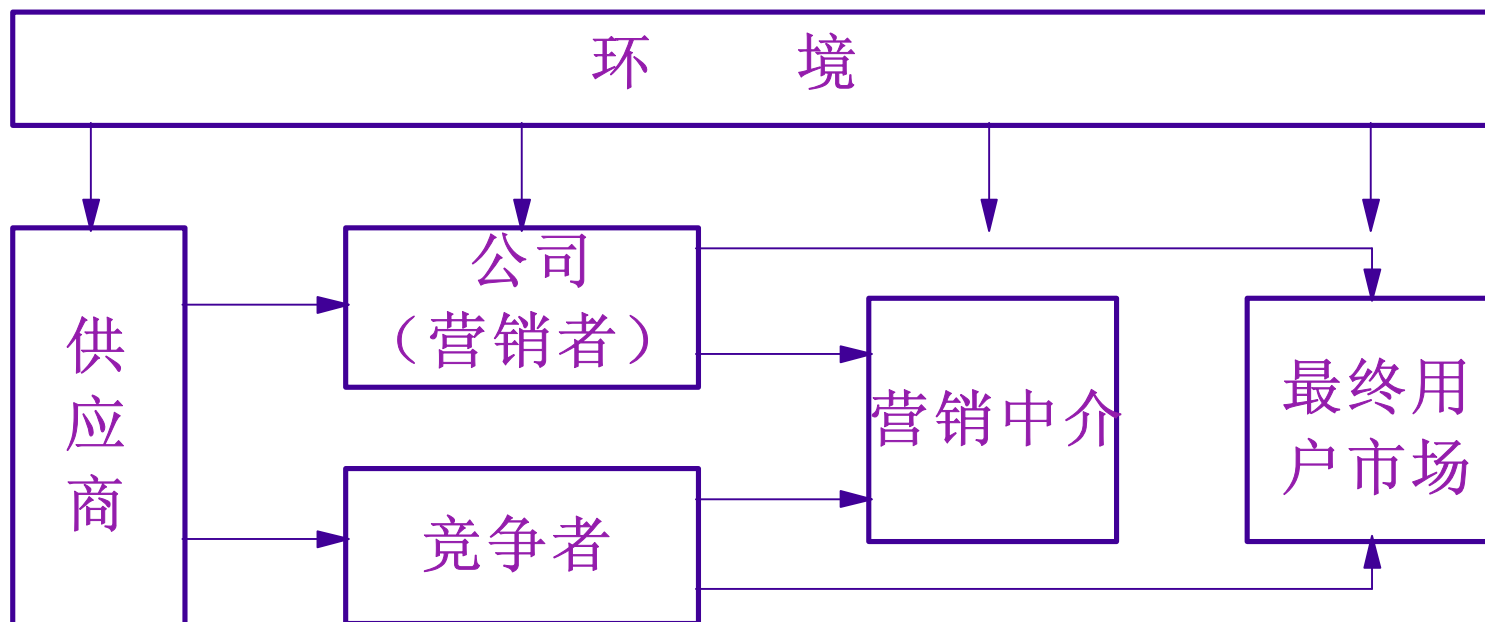 环 境
供
应
商
公司
（营销者）
竞争者
营销中介
最终用
户市场